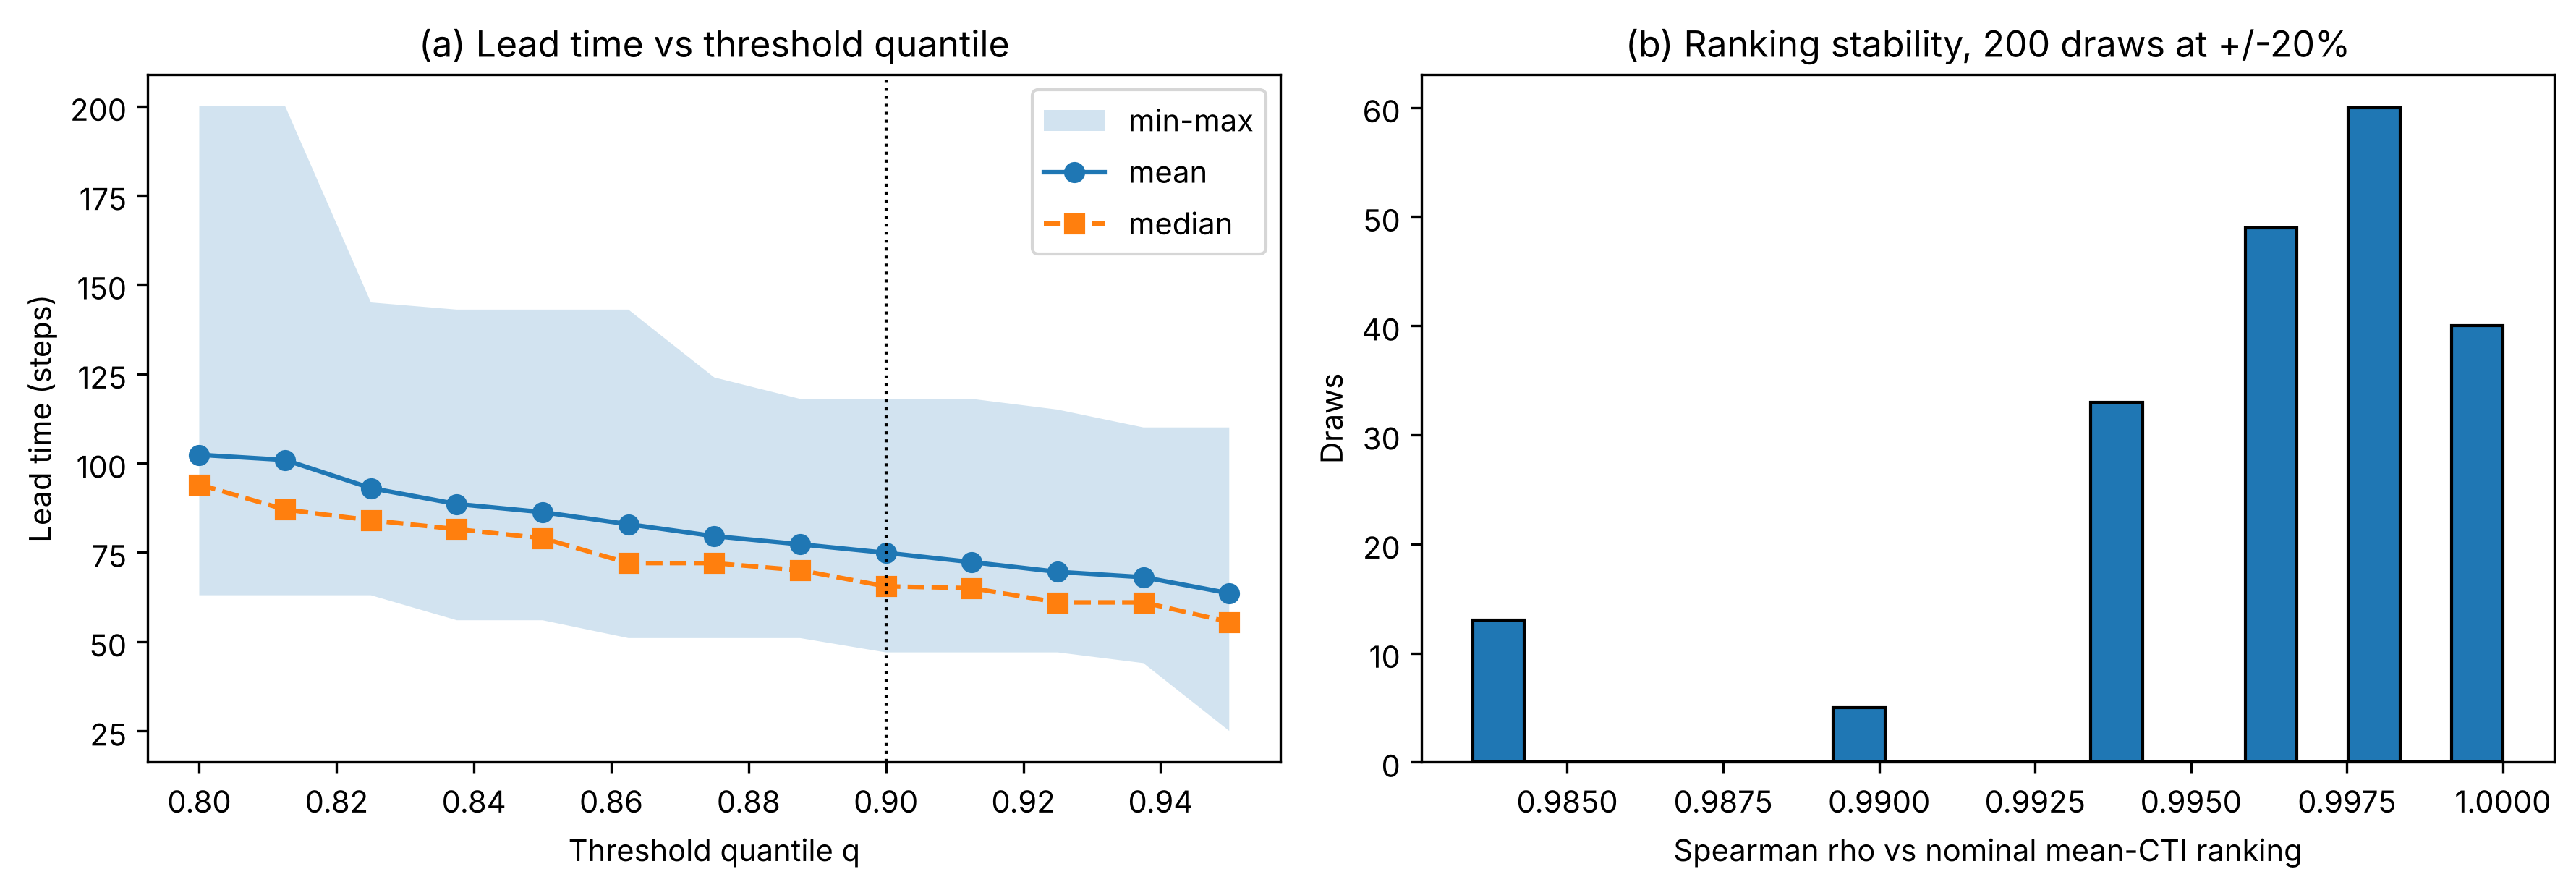 (a) Lead time vs threshold quantile
200
175
150
125
100
75
50
25
Lead time (steps)
min-max
mean
median
0.80 0.82 0.84 0.86 0.88 0.90 0.92 0.94
Threshold quantile q
(b) Ranking stability, 200 draws at +/-20%
60
50
40
30
20
10
0
Draws
0.9850 0.9875 0.9900 0.9925 0.9950 0.9975 1.0000
Spearman rho vs nominal mean-CTI ranking